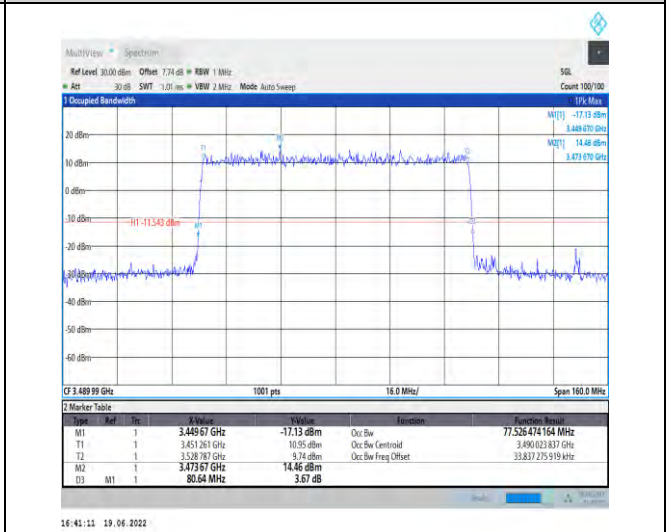 MultiView Spectrum
Ref Level 30.00 dBm Offset 7.74 dB RBW 1 MHz SGL
Att 30 dB SWT 1.01 ms VBW 2 MHz Mode Auto Sweep Count 100/100
1 Occupied Bandwidth 1Pk Max
M1[1] -17.13 dBm
3.449 670 GHz
M2[1] 14.46 dBm
3.473 670 GHz
20 dBm
T1 M2 T2
10 dBm
0 dBm
-10 dBm
H1 -11.543 dBm
M1 D3
-20 dBm
-30 dBm
-40 dBm
-50 dBm
-60 dBm
CF 3.489 99 GHz 1001 pts 16.0 MHz/ Span 160.0 MHz
2 Marker Table
Type Ref Trc X-Value Y-Value Function Function Result
M1 1 3.449 67 GHz -17.13 dBm Occ Bw 77.526 474 164 MHz
T1 1 3.451 261 GHz 10.95 dBm Occ Bw Centroid 3.490 023 837 GHz
T2 1 3.528 787 GHz 9.74 dBm Occ Bw Freq Offset 33.837 275 919 kHz
M2 1 3.473 67 GHz 14.46 dBm
D3 M1 1 80.64 MHz 3.67 dB
16:41:11 19.06.2022